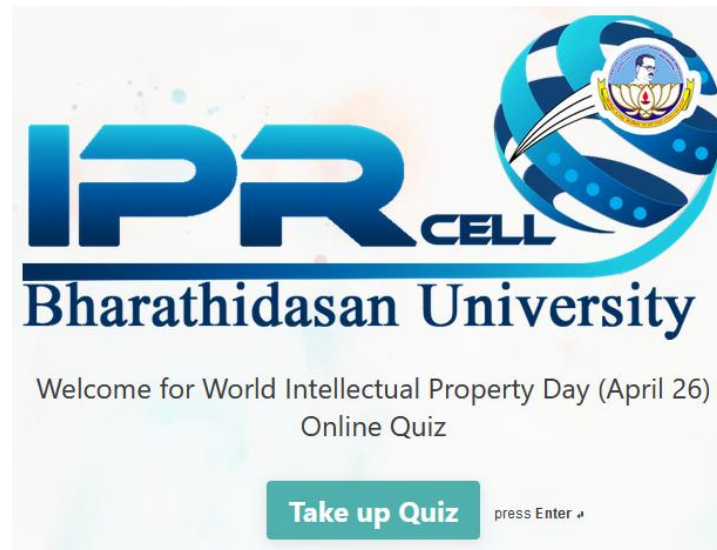 IPR CELL
Bharathidasan University
Welcome for World Intellectual Property Day (April 26)
Online Quiz
Take up Quiz press Enter ↵